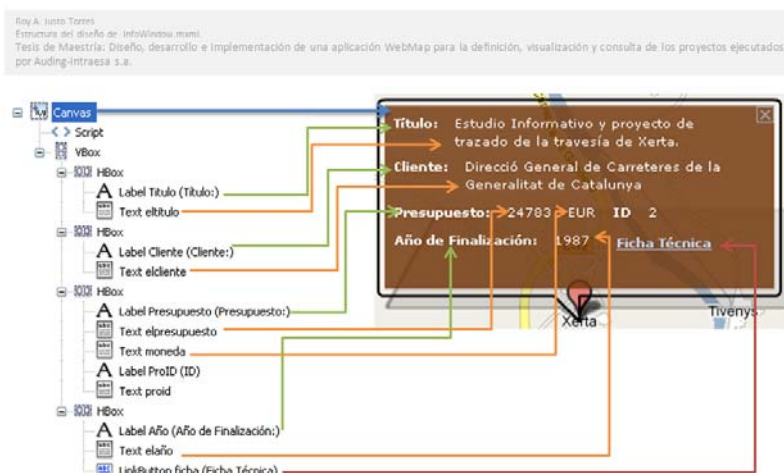 Roy A. Justo Torres
Estructura del diseño de InfoWindow.mxml.
Tesis de Maestría: Diseño, desarrollo e implementación de una aplicación WebMap para la definición, visualización y consulta de los proyectos ejecutados
por Auding-Intraesa s.a.
Canvas
Script
VBox
HBox
Label Titulo (Título:)
Text eltítulo
HBox
Label Cliente (Cliente:)
Text elcliente
HBox
Label Presupuesto (Presupuesto:)
Text elpresupuesto
Text moneda
Label ProID (ID)
Text proid
HBox
Label Año (Año de Finalización:)
Text elaño
LinkButton ficha (Ficha Técnica)
Título: Estudio Informativo y proyecto de
trazado de la travesía de Xerta.
Cliente: Direcció General de Carreteres de la
Generalitat de Catalunya
Presupuesto: 24783 EUR ID 2
Año de Finalización: 1987 Ficha Técnica
Xerta
Tivenys